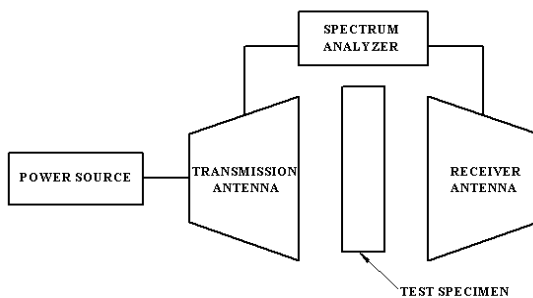 SPECTRUM
ANALYZER
POWER SOURCE
TRANSMISSION
ANTENNA
RECEIVER
ANTENNA
TEST SPECIMEN